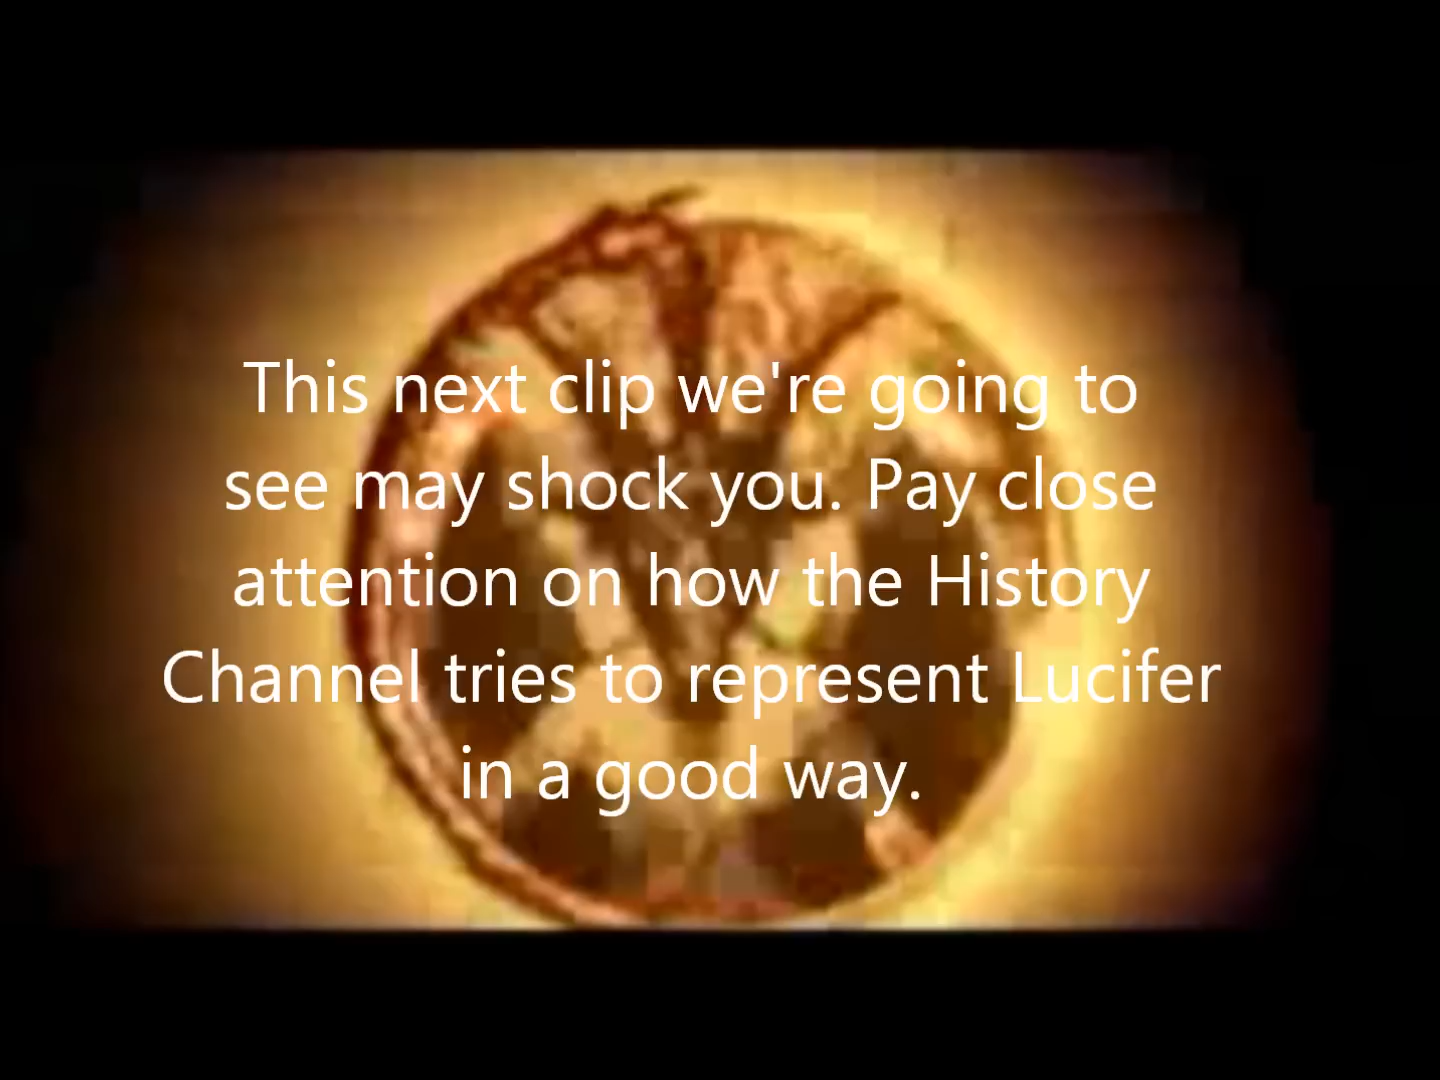 This next clip we're going to
see may shock you. Pay close
attention on how the History
Channel tries to represent Lucifer
in a good way.